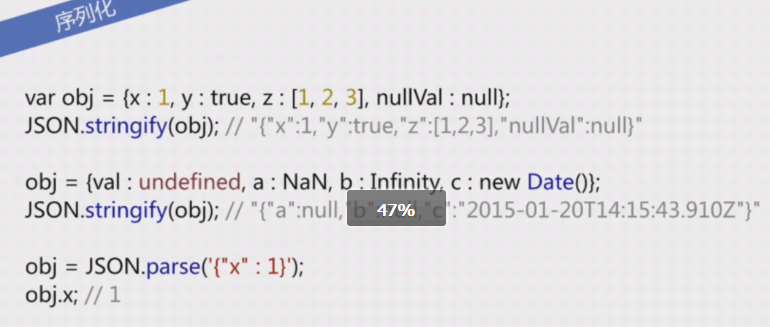 序列化
var obj = {x : 1, y : true, z : [1, 2, 3], nullVal : null};
JSON.stringify(obj); // "{"x":1,"y":true,"z":[1,2,3],"nullVal":null}"
obj = {val : undefined, a : NaN, b : Infinity, c : new Date()};
JSON.stringify(obj); // "{"a":null,"b" 47% "c":"2015-01-20T14:15:43.910Z"}"
obj = JSON.parse('{"x" : 1}');
obj.x; // 1